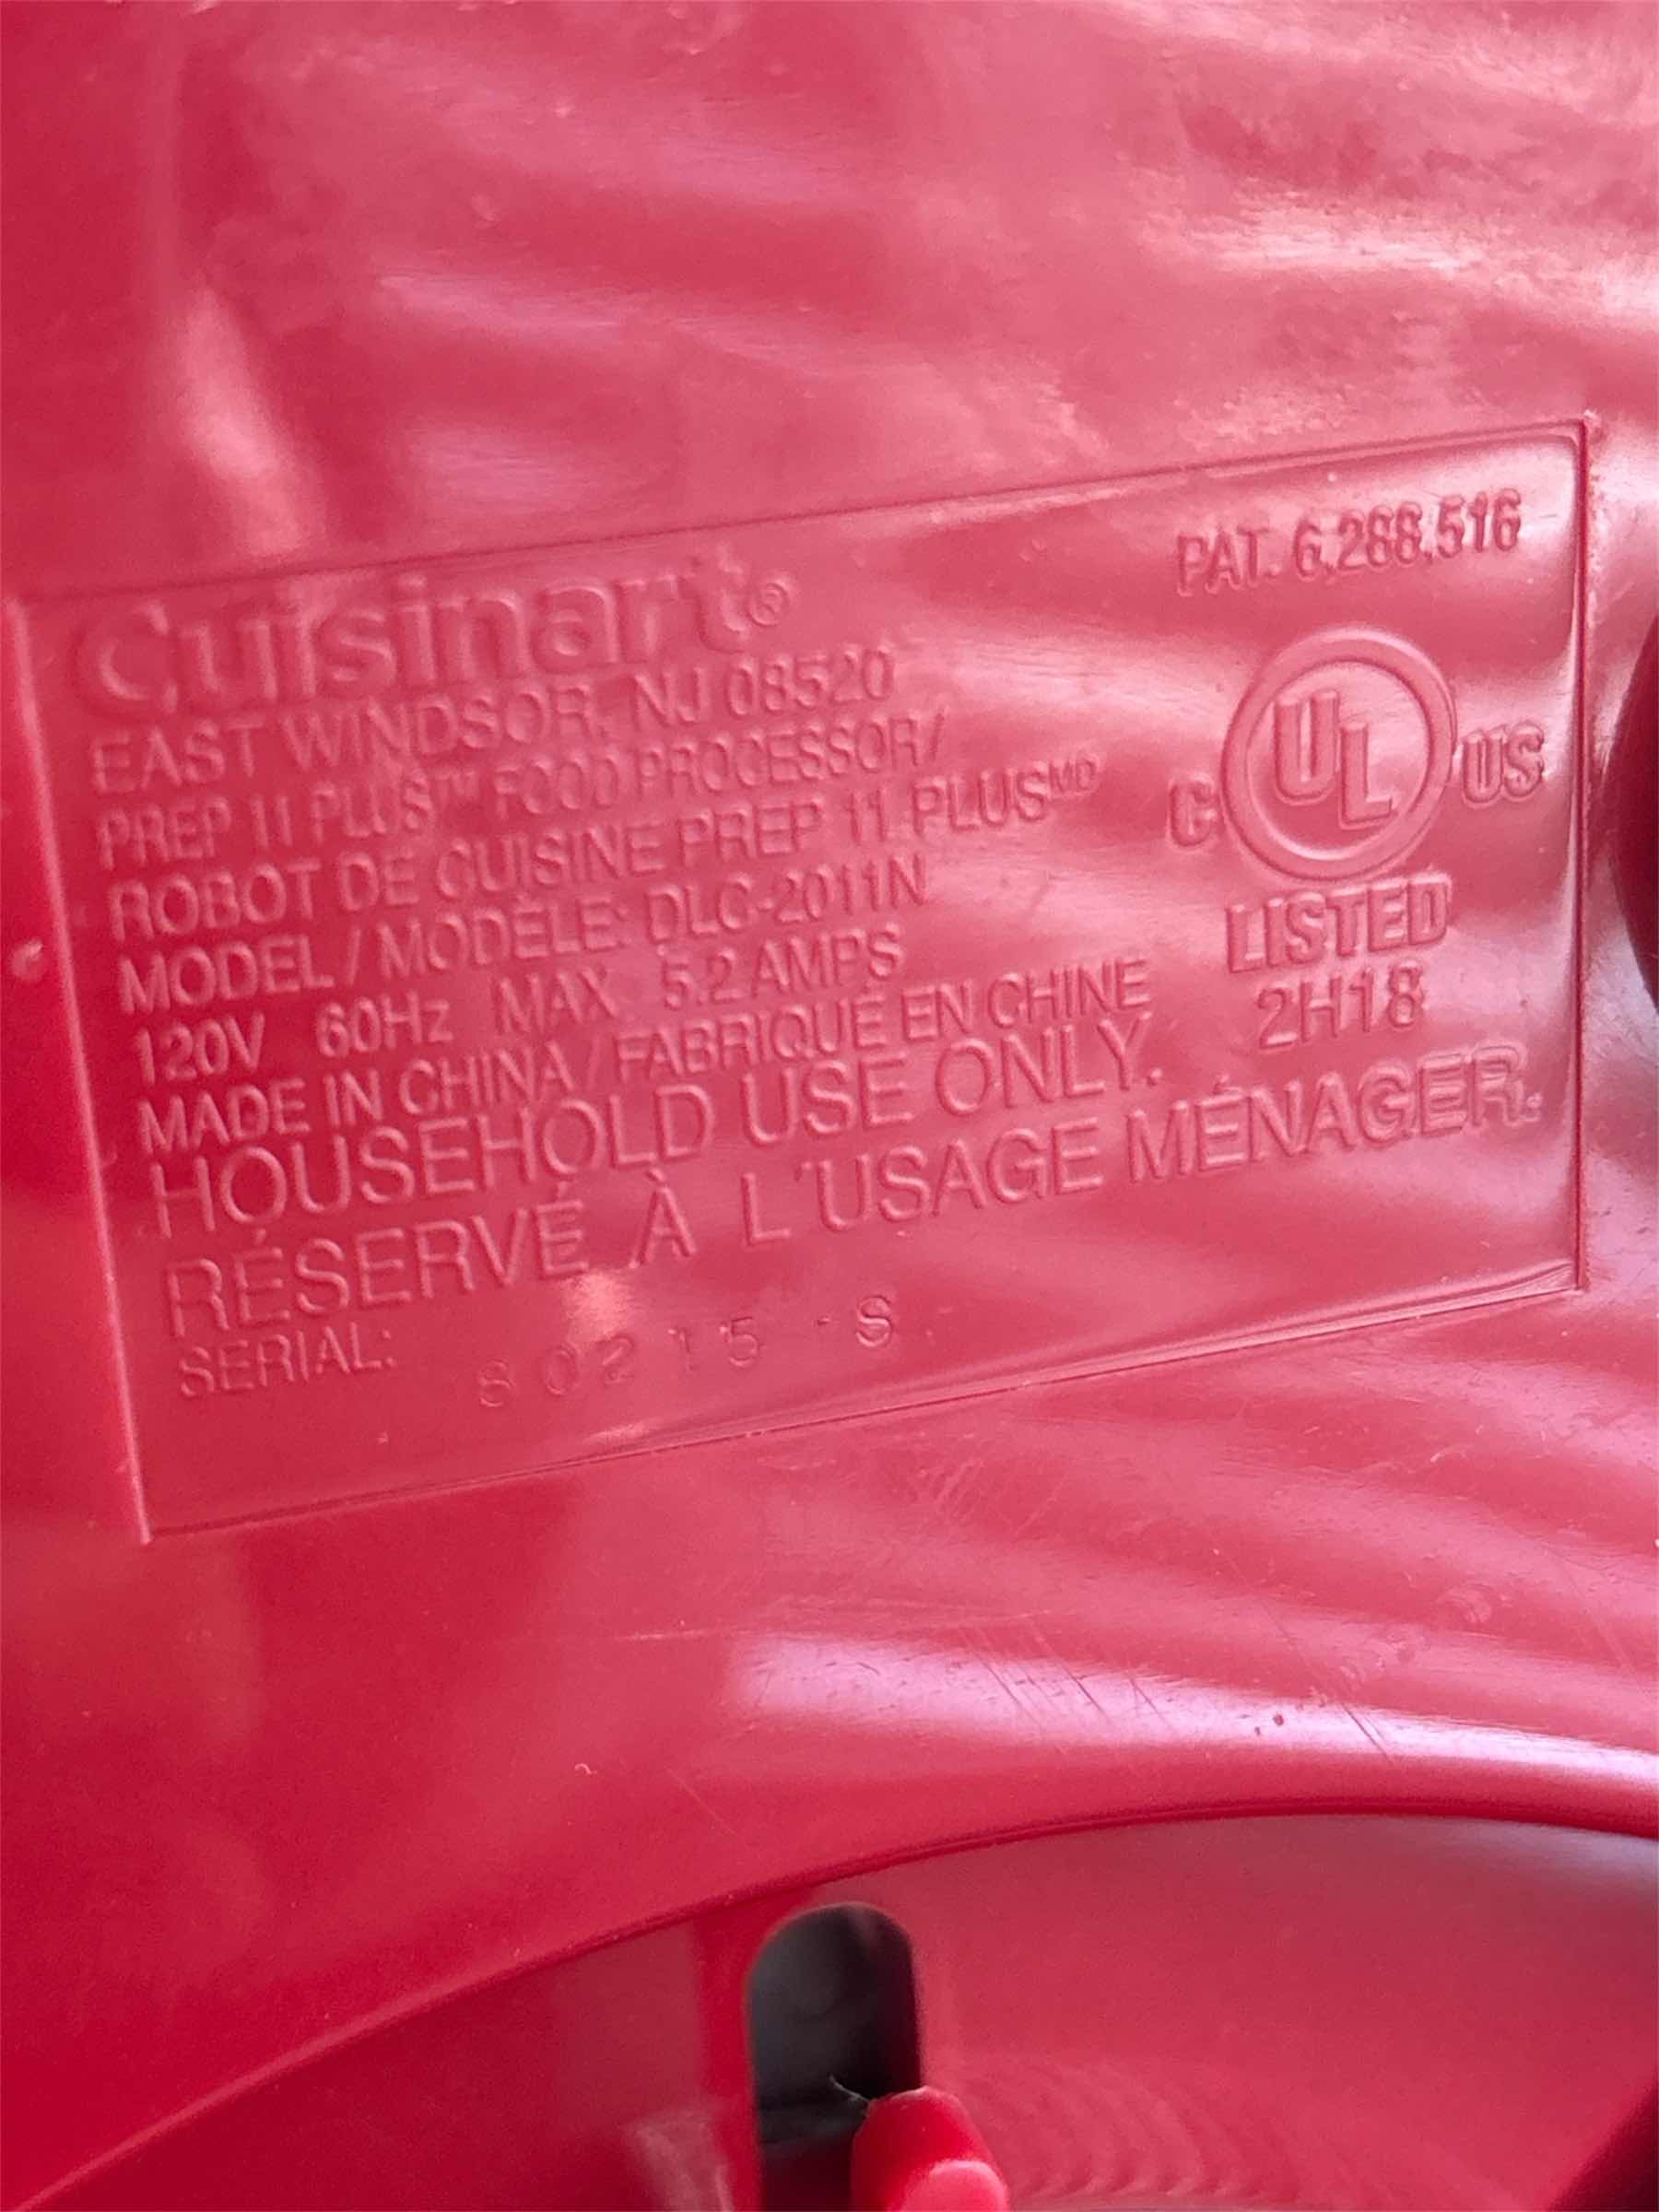 Cuisinart®
PAT. 6,288,516
EAST WINDSOR, NJ 08520
PREP 11 PLUS™ FOOD PROCESSOR/
ROBOT DE CUISINE PREP 11 PLUSMD
MODEL / MODÈLE: DLC-2011N
120V 60Hz MAX 5.2 AMPS
MADE IN CHINA / FABRIQUÉ EN CHINE
HOUSEHOLD USE ONLY.
RÉSERVÉ À L'USAGE MÉNAGER.
SERIAL: 80215 -S
C UL US
LISTED
2H18